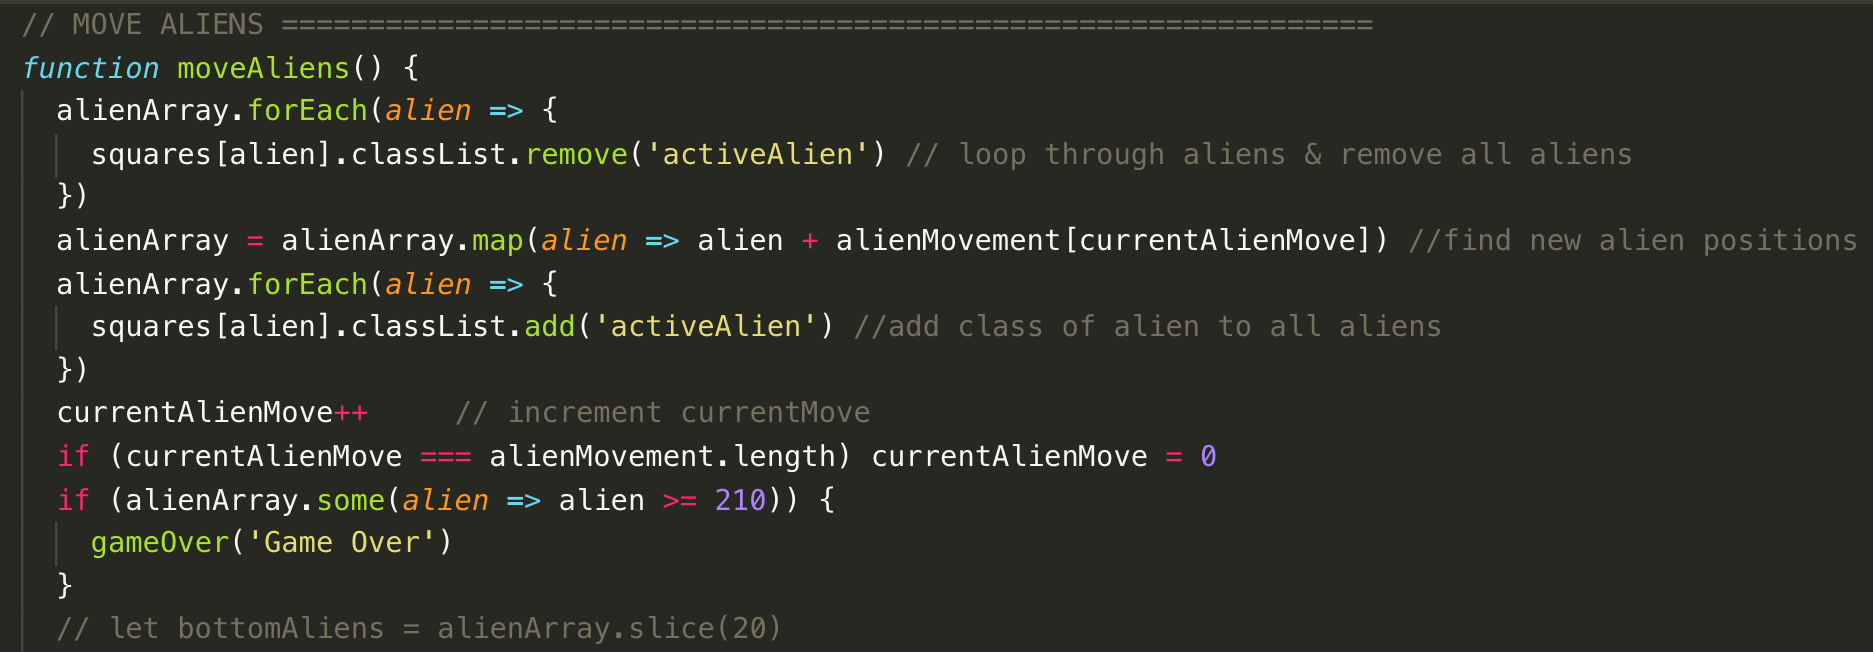 // MOVE ALIENS ===============================================================
function moveAliens() {
  alienArray.forEach(alien => {
    squares[alien].classList.remove('activeAlien') // loop through aliens & remove all aliens
  })
  alienArray = alienArray.map(alien => alien + alienMovement[currentAlienMove]) //find new alien positions
  alienArray.forEach(alien => {
    squares[alien].classList.add('activeAlien') //add class of alien to all aliens
  })
  currentAlienMove++     // increment currentMove
  if (currentAlienMove === alienMovement.length) currentAlienMove = 0
  if (alienArray.some(alien => alien >= 210)) {
    gameOver('Game Over')
  }
  // let bottomAliens = alienArray.slice(20)